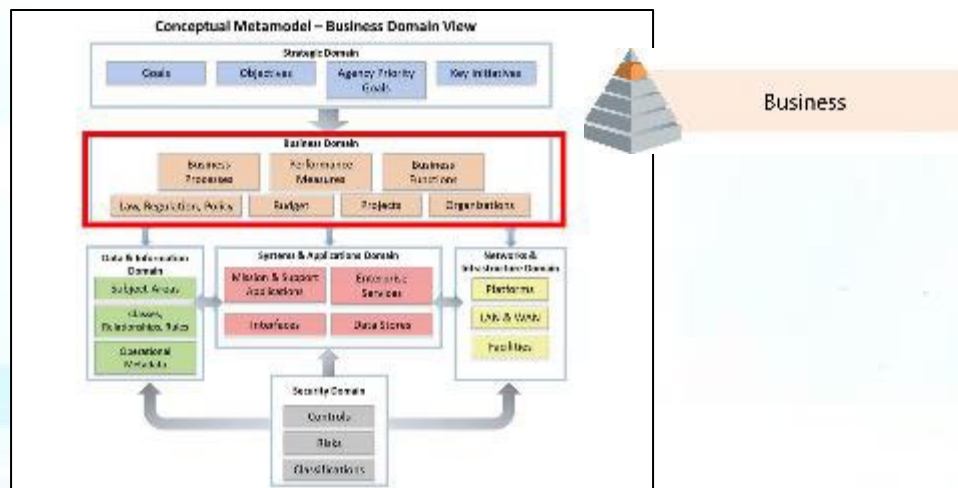 Conceptual Metamodel – Business Domain View
Strategic Domain
Goals
Objectives
Agency Priority
Goals
Key Initiatives
Business Domain
Business
Processes
Performance
Measures
Business
Functions
Law, Regulation, Policy
Budget
Projects
Organizations
Data & Information
Domain
Subject Areas
Classes,
Relationships, Rules
Operational
Metadata
Systems & Applications Domain
Mission & Support
Applications
Enterprise
Services
Interfaces
Data Stores
Networks &
Infrastructure Domain
Platforms
LAN & WAN
Facilities
Security Domain
Controls
Risks
Classifications
Business